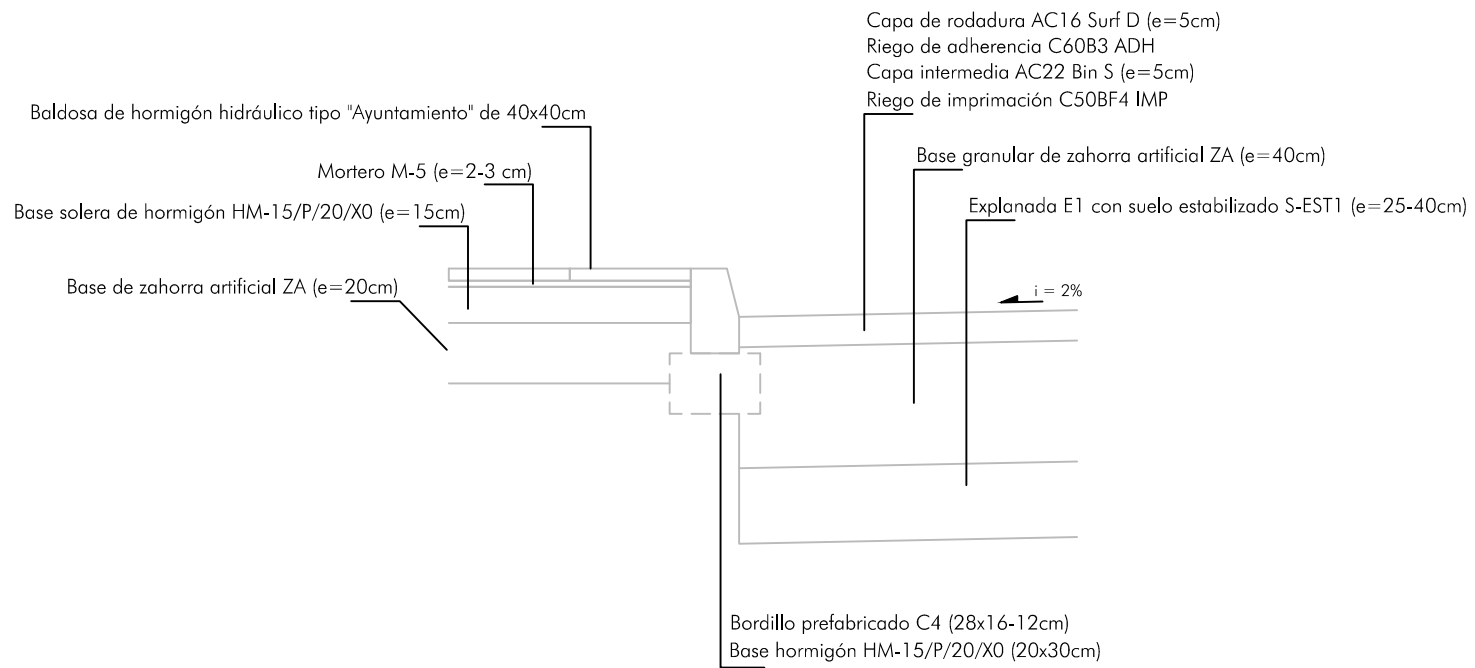 Capa de rodadura AC16 Surf D (e=5cm)
Riego de adherencia C60B3 ADH
Capa intermedia AC22 Bin S (e=5cm)
Riego de imprimación C50BF4 IMP
Baldosa de hormigón hidráulico tipo "Ayuntamiento" de 40x40cm
Base granular de zahorra artificial ZA (e=40cm)
Mortero M-5 (e=2-3 cm)
Base solera de hormigón HM-15/P/20/X0 (e=15cm)
Explanada E1 con suelo estabilizado S-EST1 (e=25-40cm)
Base de zahorra artificial ZA (e=20cm)
i = 2%
Bordillo prefabricado C4 (28x16-12cm)
Base hormigón HM-15/P/20/X0 (20x30cm)